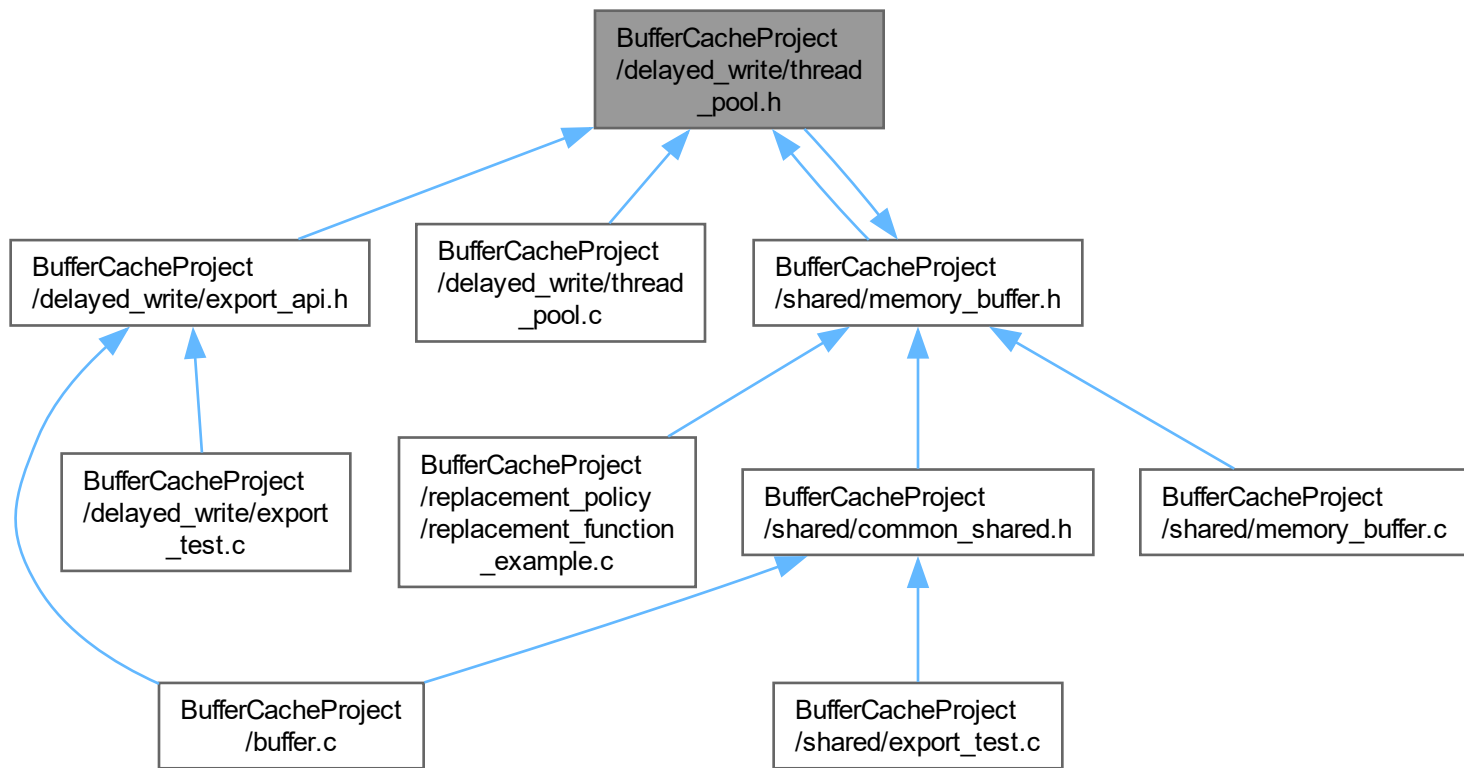 BufferCacheProject
/delayed_write/thread
_pool.h
BufferCacheProject
/delayed_write/export_api.h
BufferCacheProject
/delayed_write/thread
_pool.c
BufferCacheProject
/shared/memory_buffer.h
BufferCacheProject
/delayed_write/export
_test.c
BufferCacheProject
/replacement_policy
/replacement_function
_example.c
BufferCacheProject
/shared/common_shared.h
BufferCacheProject
/shared/memory_buffer.c
BufferCacheProject
/buffer.c
BufferCacheProject
/shared/export_test.c